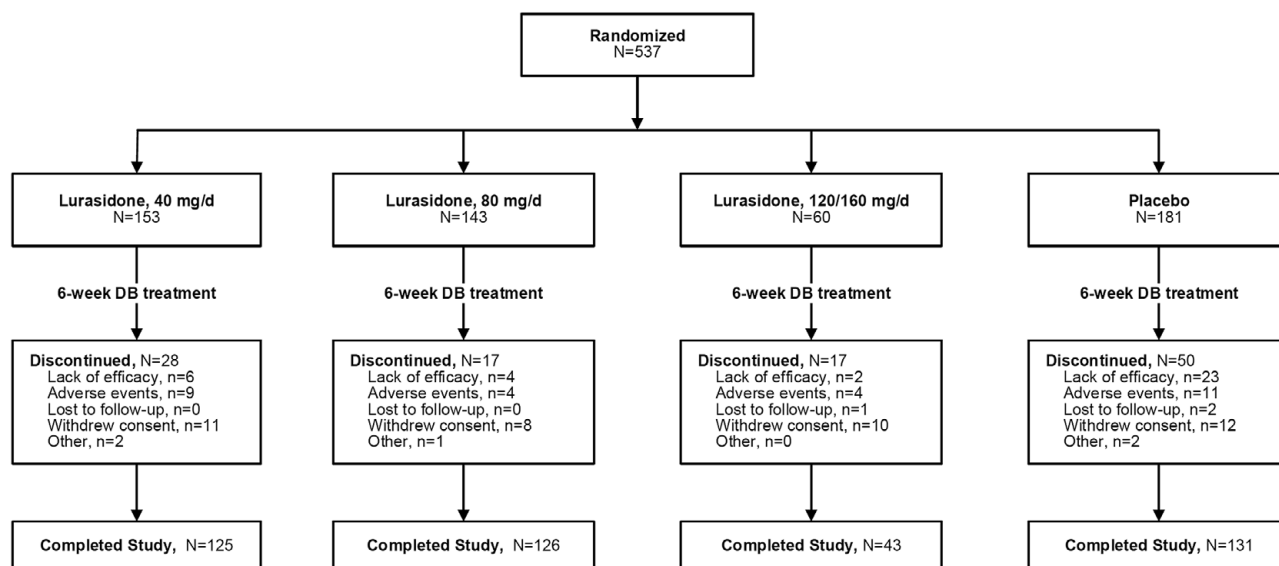 Randomized
N=537
Lurasidone, 40 mg/d
N=153
Lurasidone, 80 mg/d
N=143
Lurasidone, 120/160 mg/d
N=60
Placebo
N=181
6-week DB treatment
6-week DB treatment
6-week DB treatment
6-week DB treatment
Discontinued, N=28
Lack of efficacy, n=6
Adverse events, n=9
Lost to follow-up, n=0
Withdrew consent, n=11
Other, n=2
Discontinued, N=17
Lack of efficacy, n=4
Adverse events, n=4
Lost to follow-up, n=0
Withdrew consent, n=8
Other, n=1
Discontinued, N=17
Lack of efficacy, n=2
Adverse events, n=4
Lost to follow-up, n=1
Withdrew consent, n=10
Other, n=0
Discontinued, N=50
Lack of efficacy, n=23
Adverse events, n=11
Lost to follow-up, n=2
Withdrew consent, n=12
Other, n=2
Completed Study, N=125
Completed Study, N=126
Completed Study, N=43
Completed Study, N=131